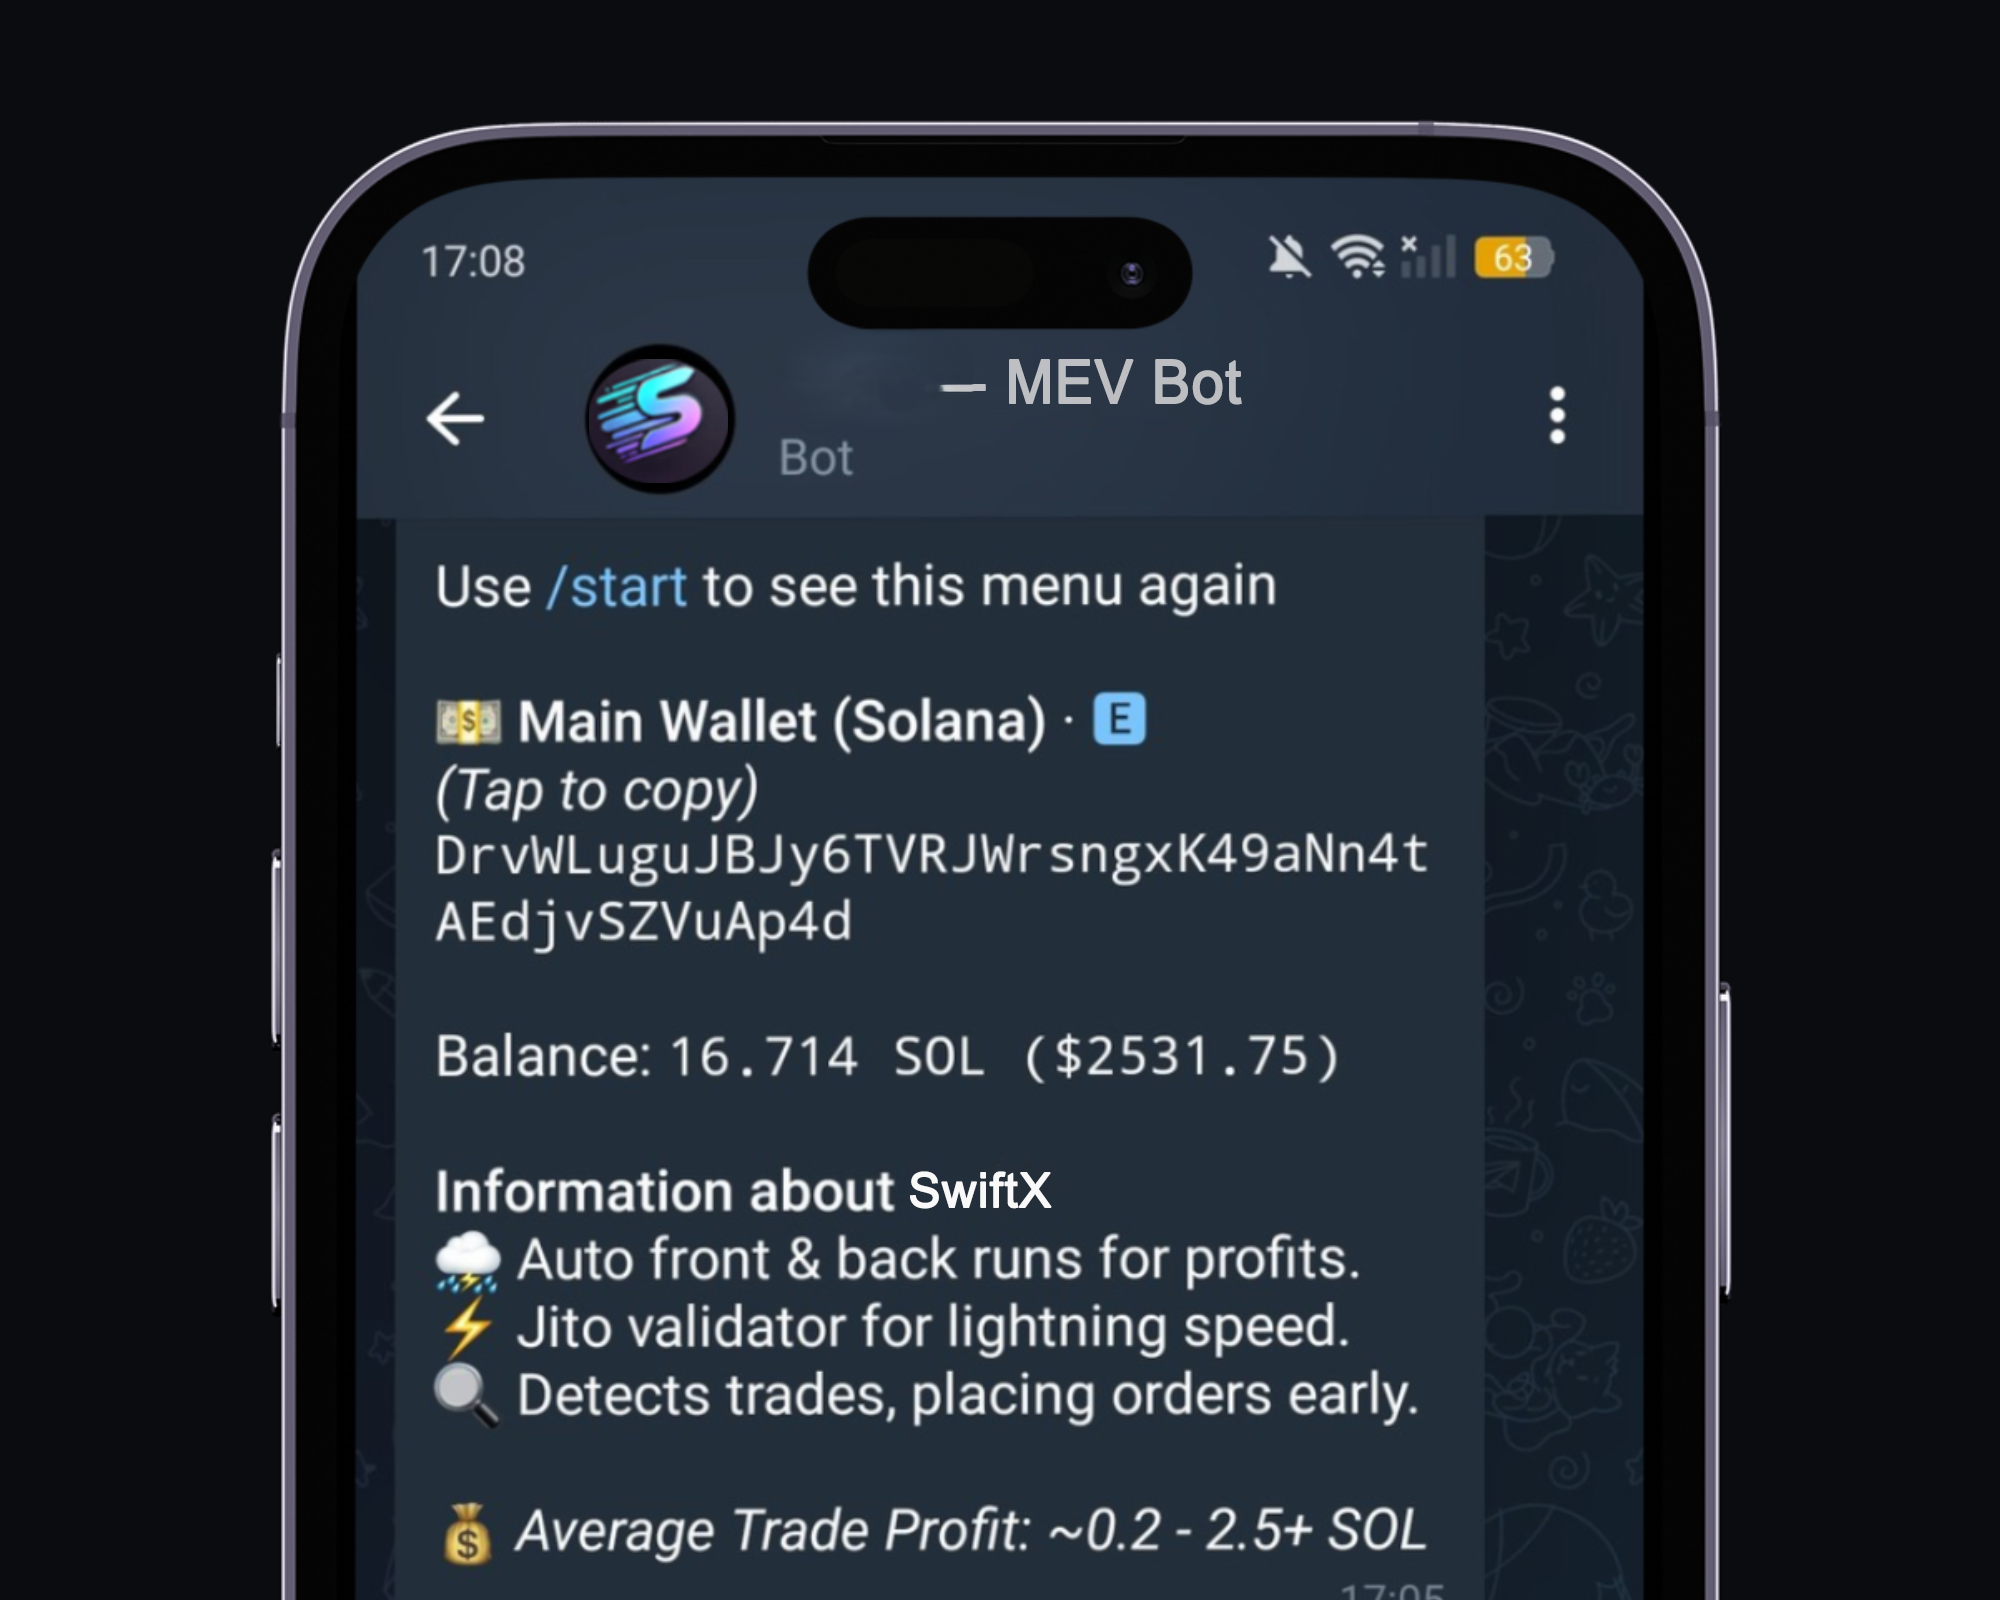 17:08
63
— MEV Bot
Bot
Use /start to see this menu again
💵 Main Wallet (Solana) · 🅴
(Tap to copy)
DrvWLuguJBJy6TVRJWrsngxK49aNn4t
AEdjvSZVuAp4d
Balance: 16.714 SOL ($2531.75)
Information about SwiftX
⛈️ Auto front & back runs for profits.
⚡ Jito validator for lightning speed.
🔍 Detects trades, placing orders early.
💰 Average Trade Profit: ~0.2 - 2.5+ SOL
17:05